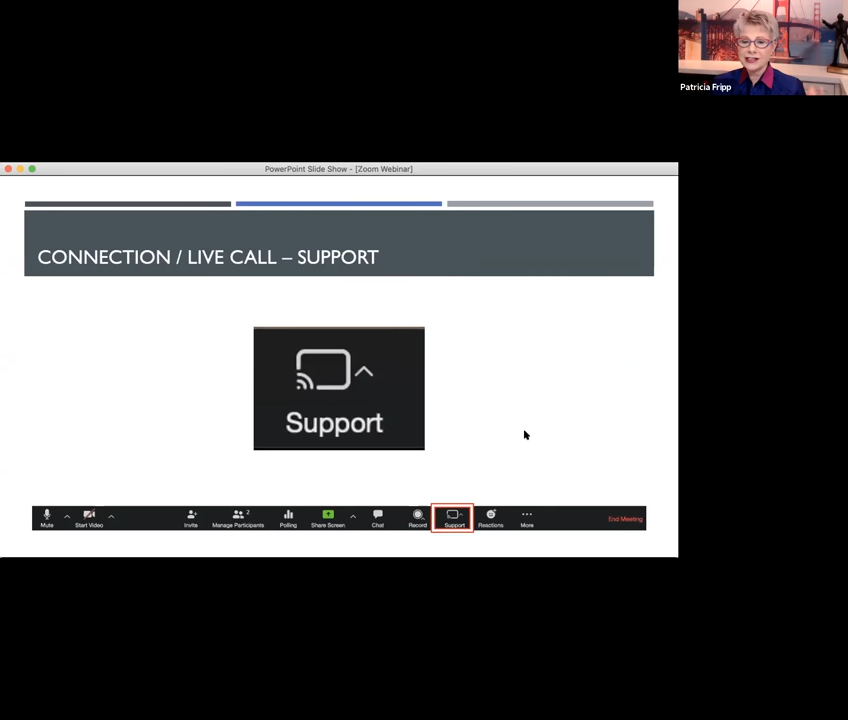 Patricia Fripp
PowerPoint Slide Show - [Zoom Webinar]
CONNECTION / LIVE CALL – SUPPORT
Support
Mute Start Video Invite Manage Participants 2 Polling Share Screen Chat Record Support Reactions More End Meeting